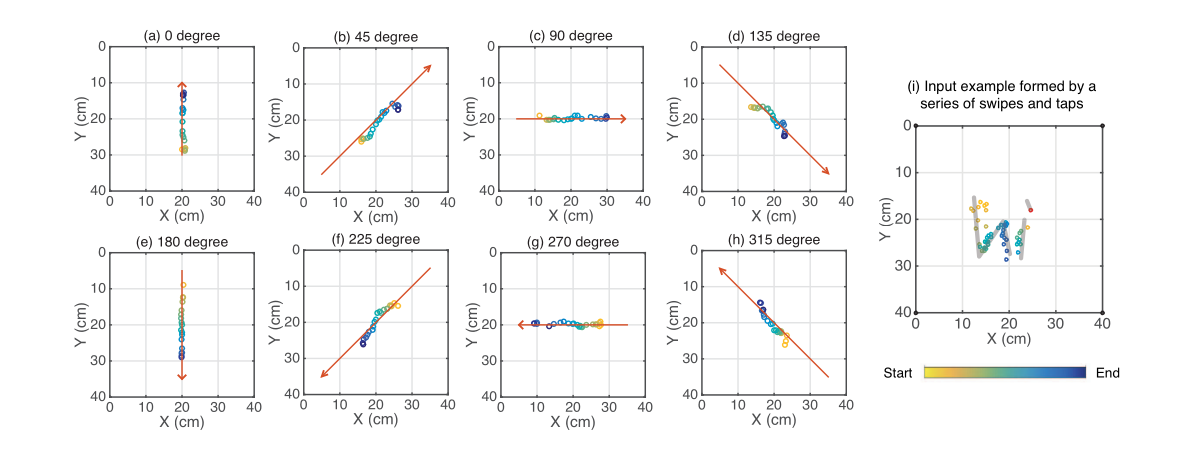 (a) 0 degree
0
10
20
30
40
Y (cm)
0 10 20 30 40
X (cm)
(b) 45 degree
0
10
20
30
40
Y (cm)
0 10 20 30 40
X (cm)
(c) 90 degree
0
10
20
30
40
Y (cm)
0 10 20 30 40
X (cm)
(d) 135 degree
0
10
20
30
40
Y (cm)
0 10 20 30 40
X (cm)
(e) 180 degree
0
10
20
30
40
Y (cm)
0 10 20 30 40
X (cm)
(f) 225 degree
0
10
20
30
40
Y (cm)
0 10 20 30 40
X (cm)
(g) 270 degree
0
10
20
30
40
Y (cm)
0 10 20 30 40
X (cm)
(h) 315 degree
0
10
20
30
40
Y (cm)
0 10 20 30 40
X (cm)
(i) Input example formed by a
series of swipes and taps
0
10
20
30
40
Y (cm)
0 10 20 30 40
X (cm)
Start End